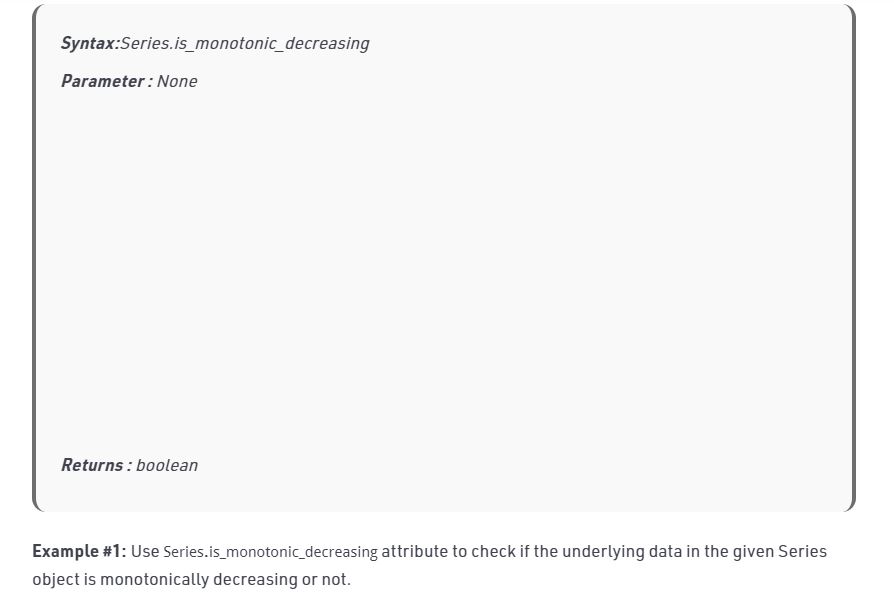 Syntax:Series.is_monotonic_decreasing
Parameter : None
Returns : boolean
Example #1: Use Series.is_monotonic_decreasing attribute to check if the underlying data in the given Series
object is monotonically decreasing or not.